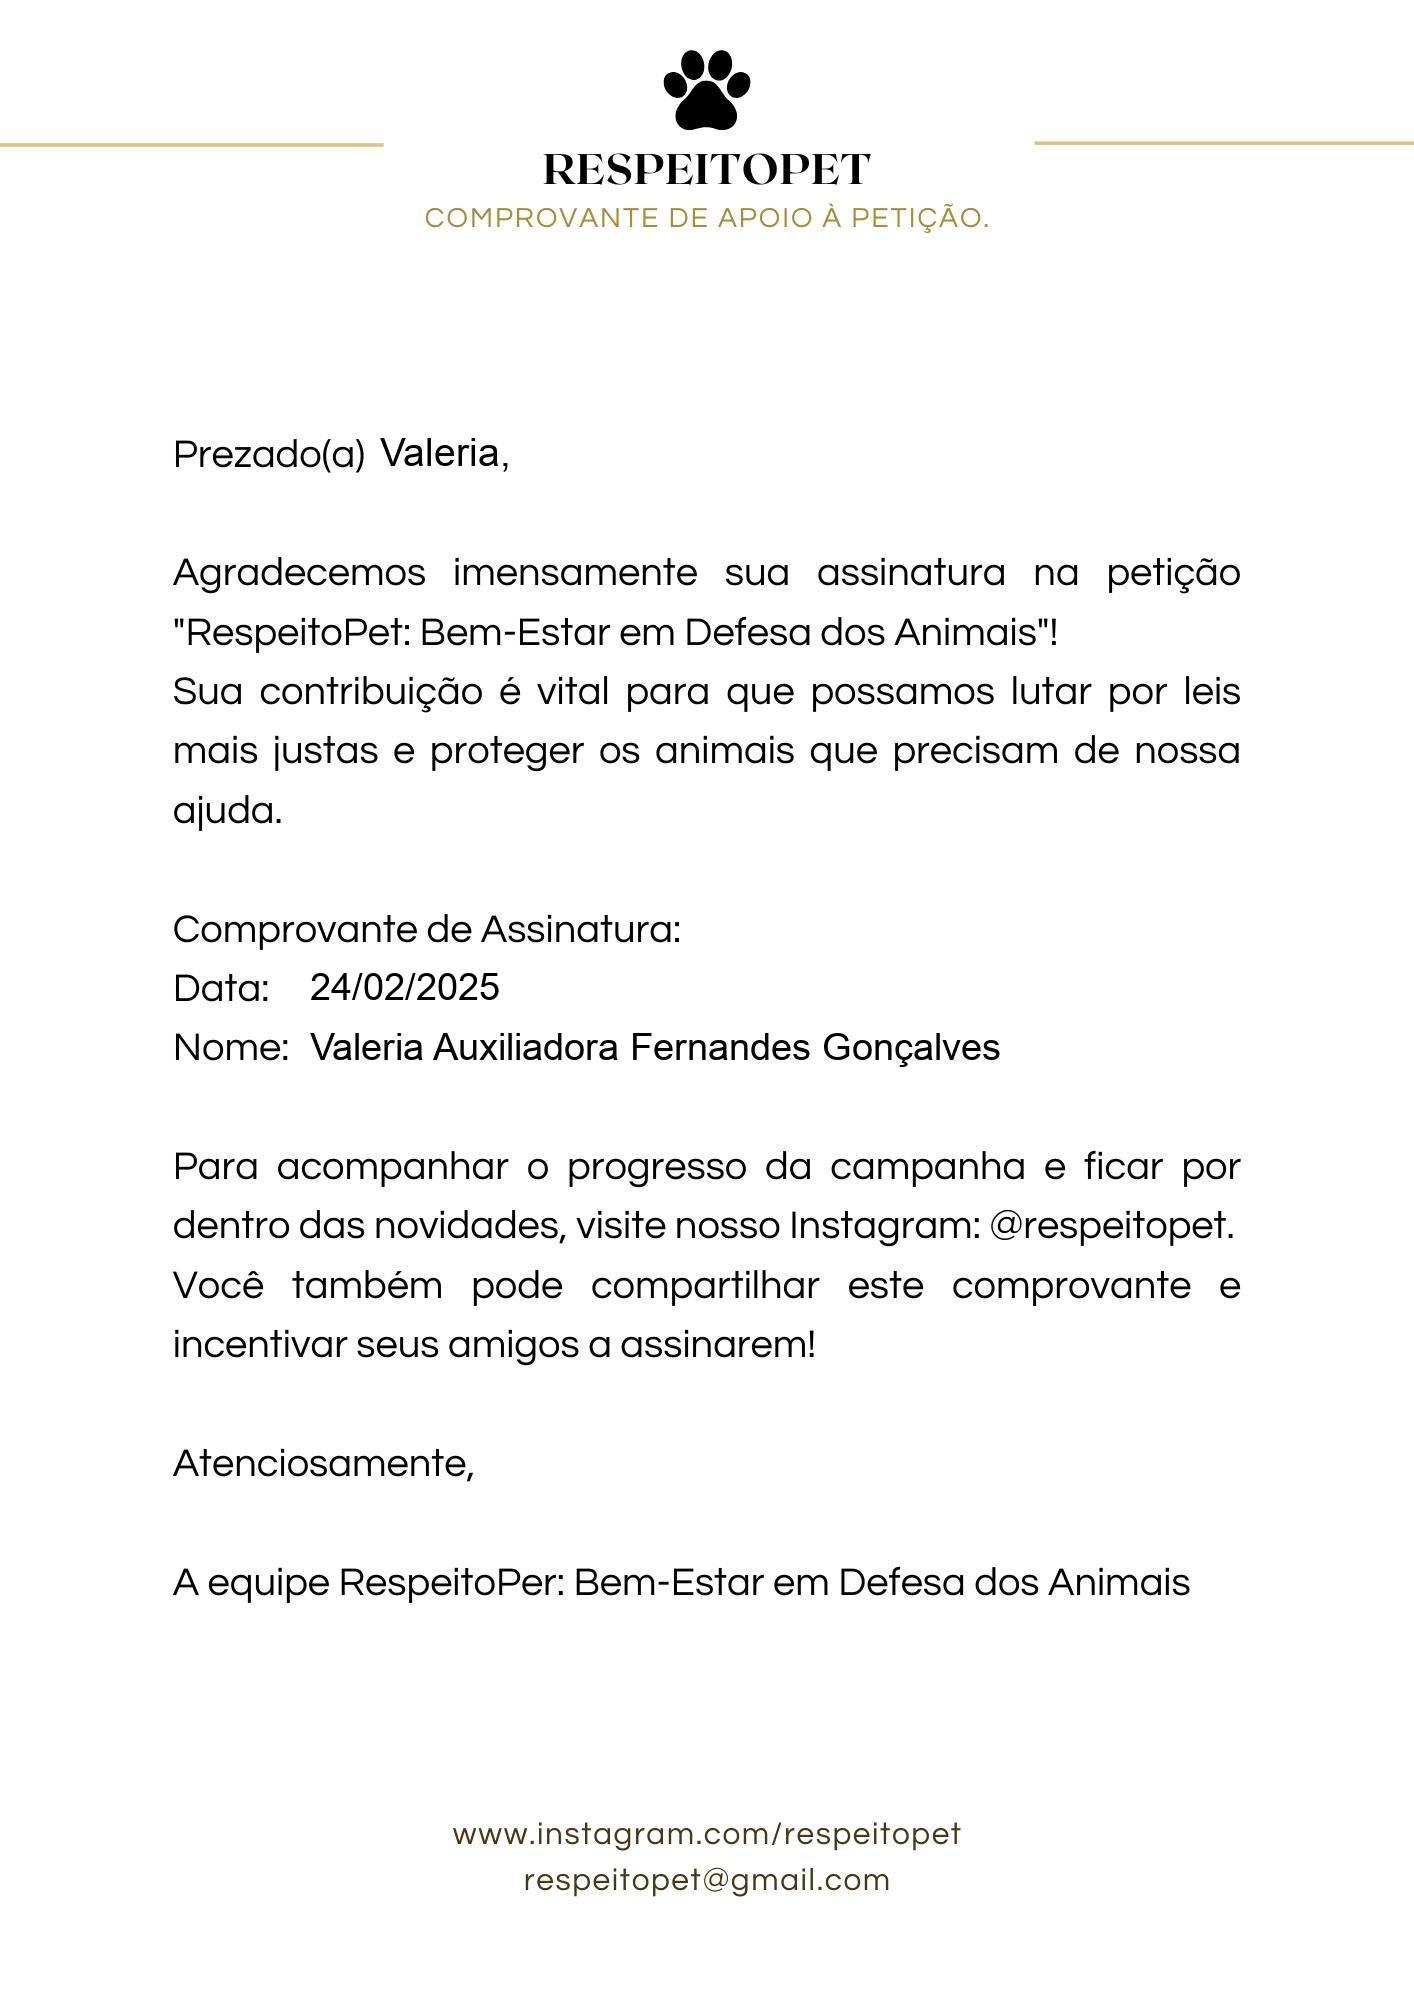 RESPEITOPET
COMPROVANTE DE APOIO À PETIÇÃO.
Prezado(a) Valeria,
Agradecemos imensamente sua assinatura na petição
"RespeitoPet: Bem-Estar em Defesa dos Animais"!
Sua contribuição é vital para que possamos lutar por leis
mais justas e proteger os animais que precisam de nossa
ajuda.
Comprovante de Assinatura:
Data: 24/02/2025
Nome: Valeria Auxiliadora Fernandes Gonçalves
Para acompanhar o progresso da campanha e ficar por
dentro das novidades, visite nosso Instagram: @respeitopet.
Você também pode compartilhar este comprovante e
incentivar seus amigos a assinarem!
Atenciosamente,
A equipe RespeitoPer: Bem-Estar em Defesa dos Animais
www.instagram.com/respeitopet
respeitopet@gmail.com